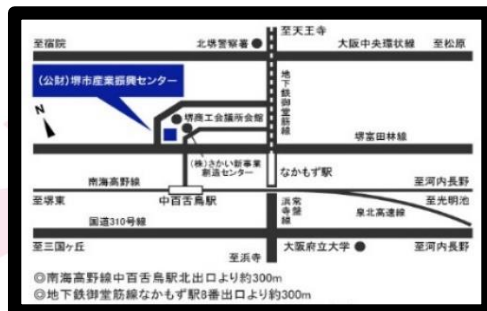 至天王寺
至宿院
北堺警察署
大阪中央環状線
至松原
(公財)堺市産業振興センター
地下鉄御堂筋線
N
堺商工会議所会館
堺富田林線
(株)さかい新事業
創造センター
なかもず駅
南海高野線
至河内長野
至堺東
中百舌鳥駅
泉北高速線
至光明池
国道310号線
至三国ヶ丘
大阪府立大学
至河内長野
至浜寺
◎南海高野線中百舌鳥駅北出口より約300m
◎地下鉄御堂筋線なかもず駅8番出口より約300m